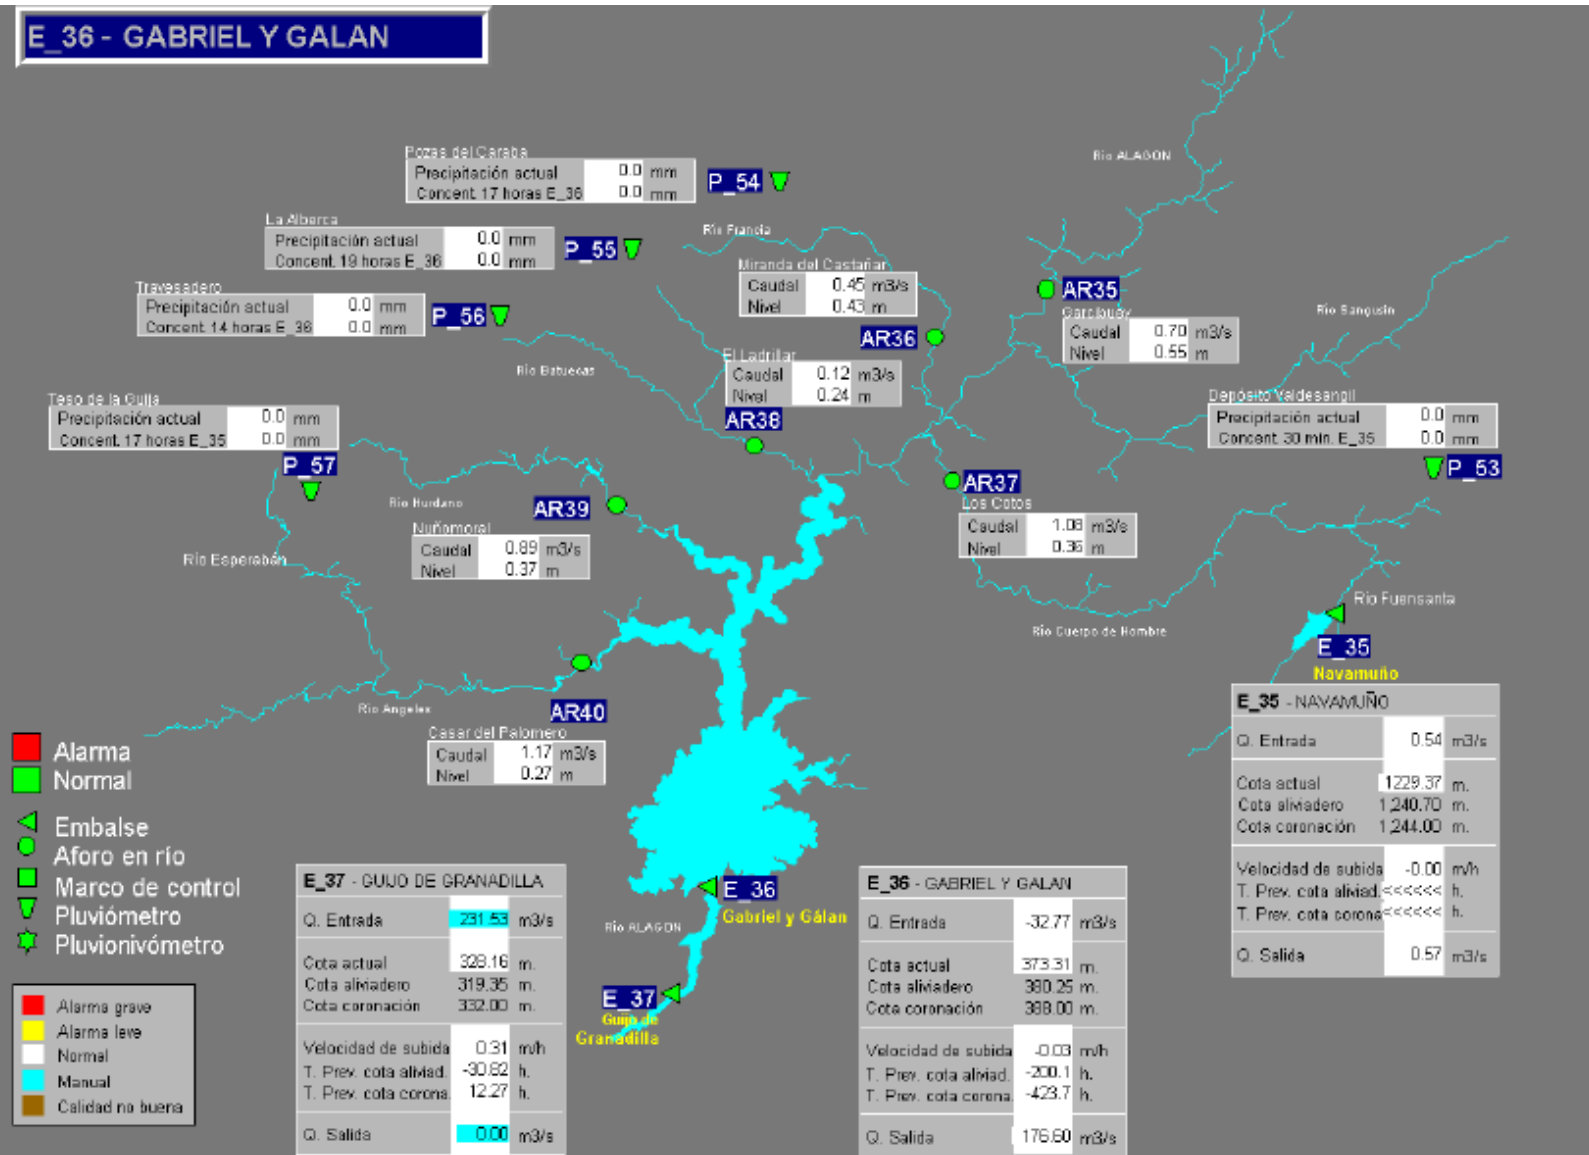 E_36 - GABRIEL Y GALAN
Río ALAGON
Pozas del Caraba
Precipitación actual 0.0 mm
Concent. 17 horas E_36 0.0 mm
P_54
La Alberca
Precipitación actual 0.0 mm
Concent. 19 horas E_36 0.0 mm
P_55
Río Francia
Miranda del Castañar
Caudal 0.45 m3/s
Nivel 0.43 m
AR36
Travesadero
Precipitación actual 0.0 mm
Concent. 14 horas E_36 0.0 mm
P_56
AR35
Garcibuey
Caudal 0.70 m3/s
Nivel 0.55 m
Río Sangusin
Río Batuecas
El Ladrillar
Caudal 0.12 m3/s
Nivel 0.24 m
AR38
Teso de la Guija
Precipitación actual 0.0 mm
Concent. 17 horas E_35 0.0 mm
P_57
Depósito Valdesangil
Precipitación actual 0.0 mm
Concent. 30 min. E_35 0.0 mm
P_53
Río Hurdano
AR39
Nuñomoral
Caudal 0.89 m3/s
Nivel 0.37 m
AR37
Los Cotos
Caudal 1.08 m3/s
Nivel 0.36 m
Río Esperabán
Río Fuensanta
Río Cuerpo de Hombre
E_35
Navamuño
Río Angeles
AR40
Casar del Palomero
Caudal 1.17 m3/s
Nivel 0.27 m
E_35 - NAVAMUÑO
Q. Entrada 0.54 m3/s
Cota actual 1229.37 m.
Cota aliviadero 1,240.70 m.
Cota coronación 1,244.00 m.
Velocidad de subida -0.00 m/h
T. Prev. cota aliviad. <<<<<< h.
T. Prev. cota corona <<<<<< h.
Q. Salida 0.57 m3/s
Alarma
Normal
Embalse
Aforo en río
Marco de control
Pluviómetro
Pluvionivómetro
Alarma grave
Alarma leve
Normal
Manual
Calidad no buena
E_37 - GUIJO DE GRANADILLA
Q. Entrada 231.53 m3/s
Cota actual 328.16 m.
Cota aliviadero 319.35 m.
Cota coronación 332.00 m.
Velocidad de subida 0.31 m/h
T. Prev. cota aliviad. -30.82 h.
T. Prev. cota corona. 12.27 h.
Q. Salida 0.00 m3/s
E_36
Gabriel y Gálan
Río ALAGON
E_37
Guijo de
Granadilla
E_36 - GABRIEL Y GALAN
Q. Entrada -32.77 m3/s
Cota actual 373.31 m.
Cota aliviadero 380.25 m.
Cota coronación 388.00 m.
Velocidad de subida -0.03 m/h
T. Prev. cota aliviad. -200.1 h.
T. Prev. cota corona. -423.7 h.
Q. Salida 176.60 m3/s